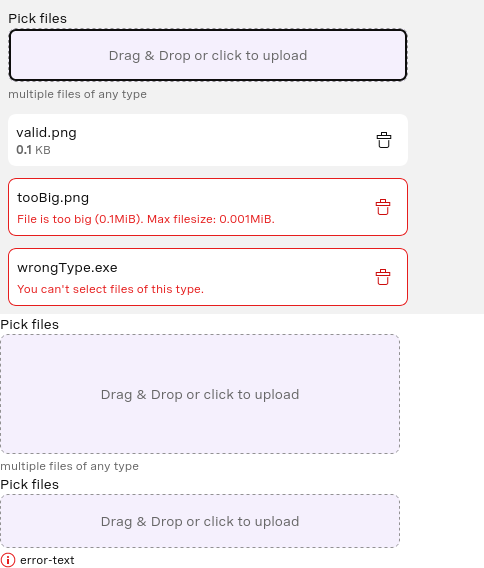 Pick files
Drag & Drop or click to upload
multiple files of any type
valid.png
0.1 KB
tooBig.png
File is too big (0.1MiB). Max filesize: 0.001MiB.
wrongType.exe
You can't select files of this type.
Pick files
Drag & Drop or click to upload
multiple files of any type
Pick files
Drag & Drop or click to upload
error-text